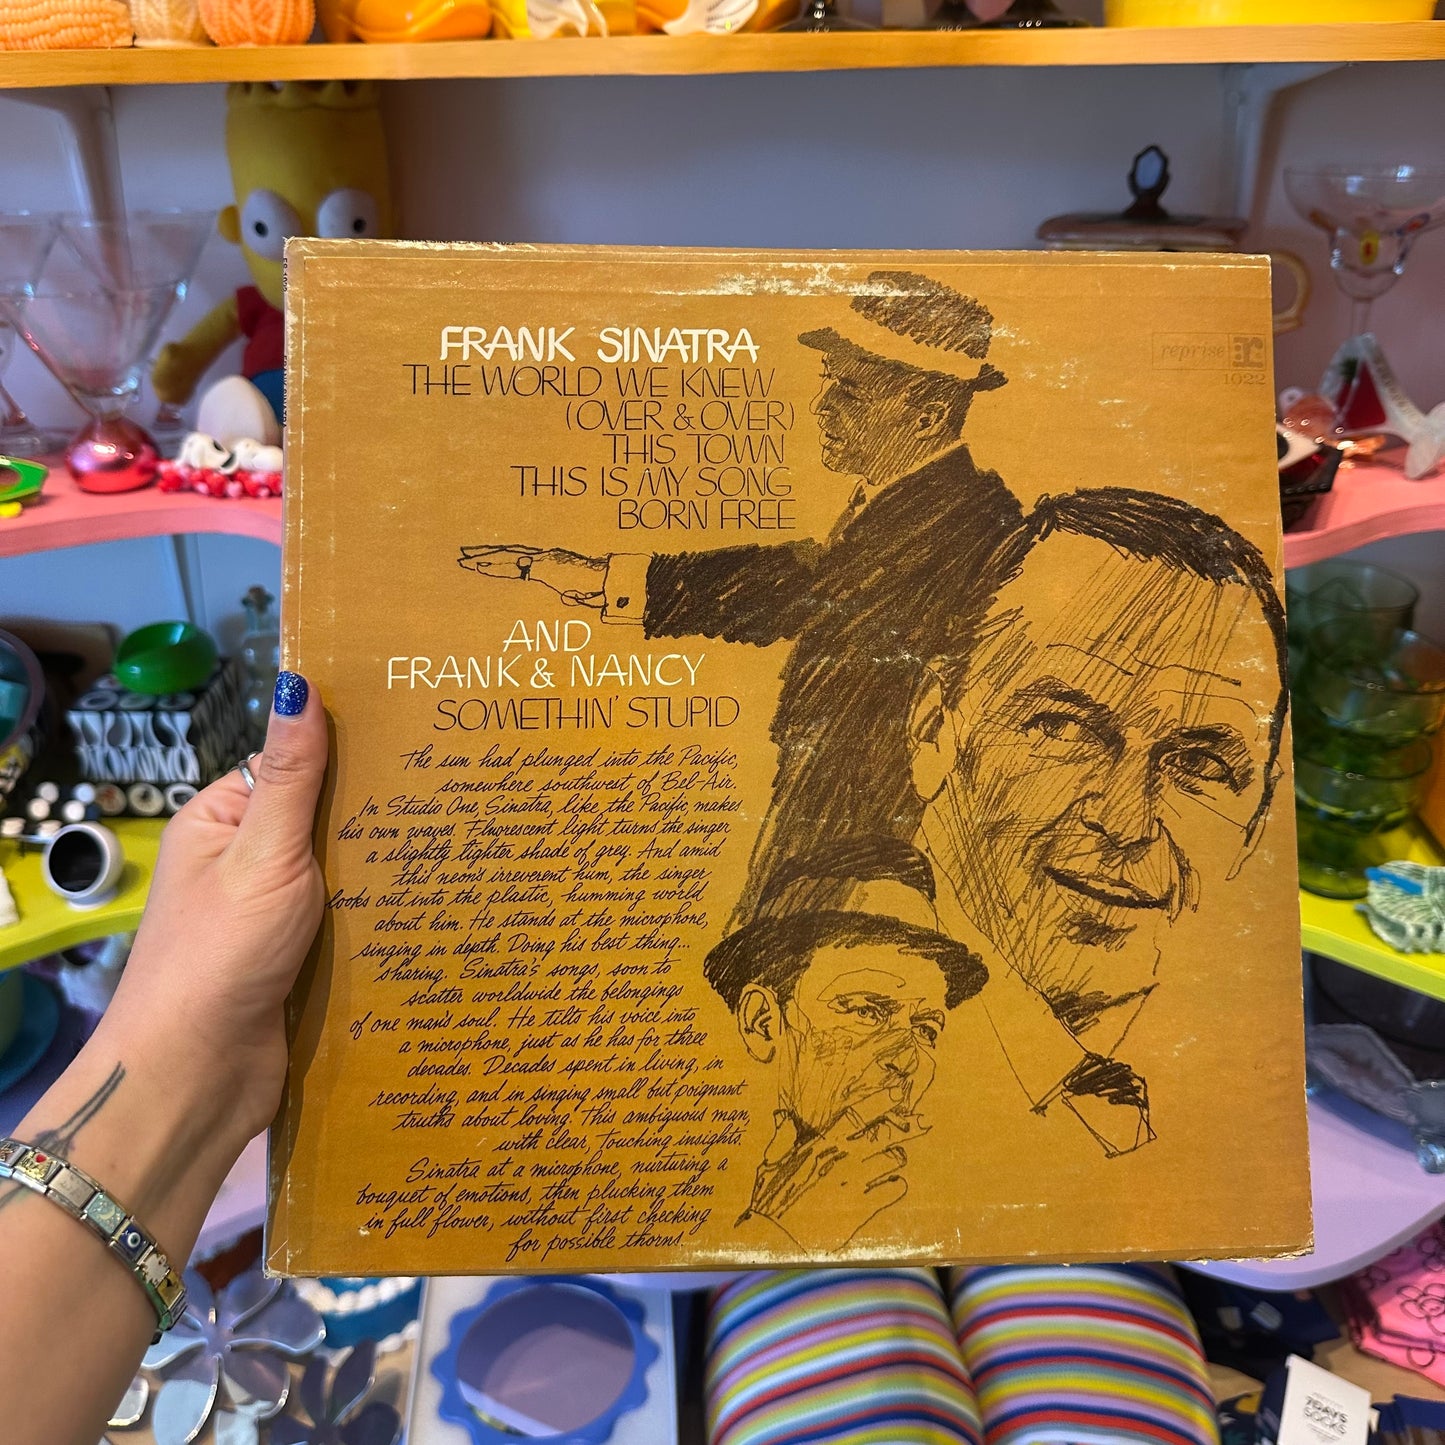 FRANK SINATRA
THE WORLD WE KNEW
(OVER & OVER)
THIS TOWN
THIS IS MY SONG
BORN FREE
reprise r:
1022
AND
FRANK & NANCY
SOMETHIN' STUPID
The sun had plunged into the Pacific,
somewhere southwest of Bel-Air.
In Studio One, Sinatra, like the Pacific, makes
his own waves. Fluorescent light turns the singer
a slightly lighter shade of grey. And amid
this neon's irreverent hum, the singer
looks out into the plastic, humming world
about him. He stands at the microphone,
singing in depth. Doing his best thing...
sharing. Sinatra's songs, soon to
scatter worldwide the belongings
of one man's soul. He tilts his voice into
a microphone, just as he has for three
decades. Decades spent in living, in
recording, and in singing small but poignant
truths about loving. This ambiguous man,
with clear, touching insights.
Sinatra at a microphone, nurturing a
bouquet of emotions, then plucking them
in full flower, without first checking
for possible thorns.
7DAYS
SOCKS